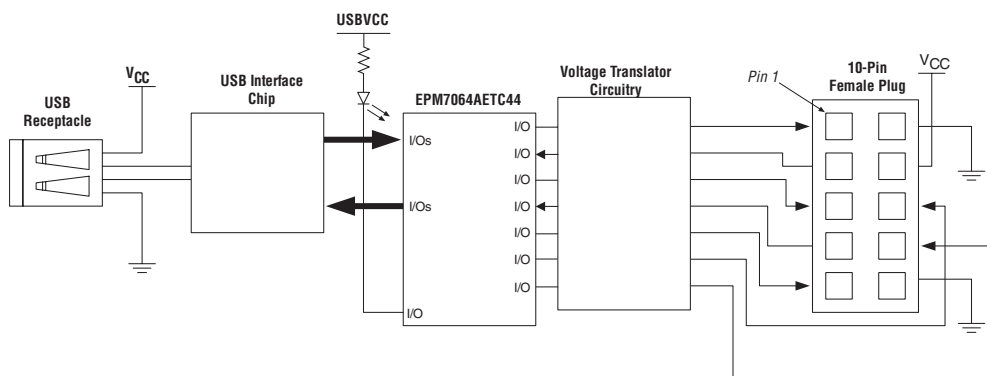 USBVCC
VCC
USB
Receptacle
USB Interface
Chip
EPM7064AETC44
Voltage Translator
Circuitry
Pin 1
10-Pin
Female Plug
VCC
I/Os
I/Os
I/O
I/O
I/O
I/O
I/O
I/O
I/O
I/O